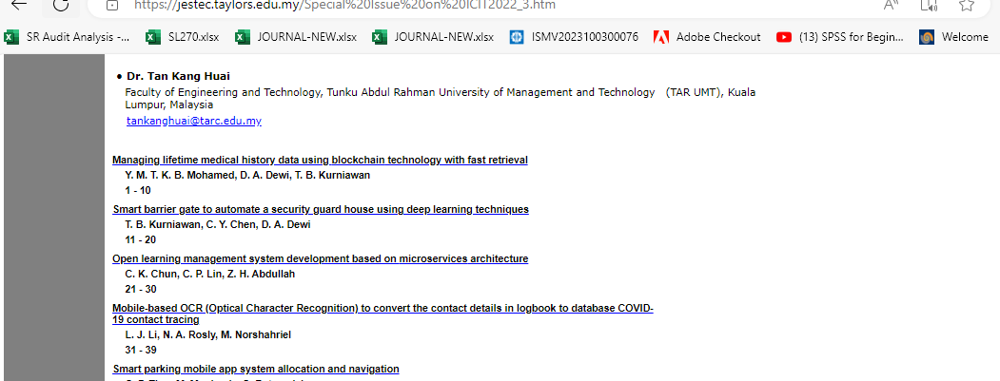 https://jestec.taylors.edu.my/Special%20Issue%20on%20ICIT2022_3.htm
SR Audit Analysis -... SL270.xlsx JOURNAL-NEW.xlsx JOURNAL-NEW.xlsx ISMV2023100300076 Adobe Checkout (13) SPSS for Begin... Welcome
• Dr. Tan Kang Huai
Faculty of Engineering and Technology, Tunku Abdul Rahman University of Management and Technology (TAR UMT), Kuala
Lumpur, Malaysia
tankanghuai@tarc.edu.my
Managing lifetime medical history data using blockchain technology with fast retrieval
Y. M. T. K. B. Mohamed, D. A. Dewi, T. B. Kurniawan
1 - 10
Smart barrier gate to automate a security guard house using deep learning techniques
T. B. Kurniawan, C. Y. Chen, D. A. Dewi
11 - 20
Open learning management system development based on microservices architecture
C. K. Chun, C. P. Lin, Z. H. Abdullah
21 - 30
Mobile-based OCR (Optical Character Recognition) to convert the contact details in logbook to database COVID-
19 contact tracing
L. J. Li, N. A. Rosly, M. Norshahriel
31 - 39
Smart parking mobile app system allocation and navigation